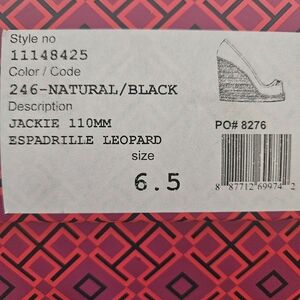 Style no
11148425
Color / Code
246-NATURAL/BLACK
Description
JACKIE 110MM
ESPADRILLE LEOPARD
size
6.5
PO# 8276
8 87712 69974 2